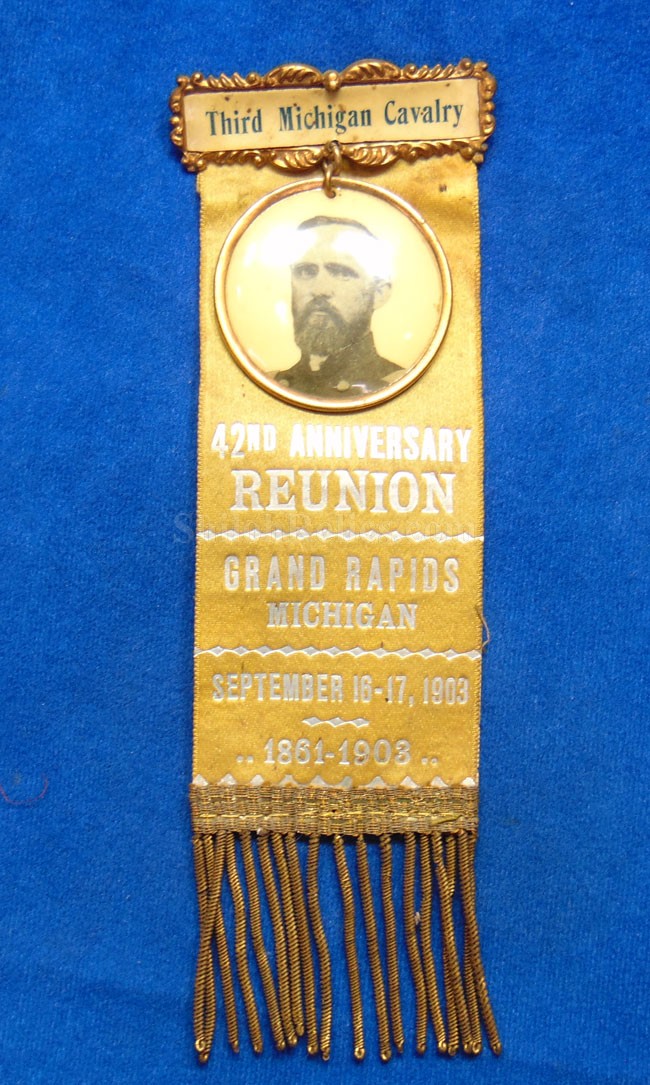 Third Michigan Cavalry
42ND ANNIVERSARY
REUNION
GRAND RAPIDS
MICHIGAN
SEPTEMBER 16-17, 1903
.. 1861-1903 ..